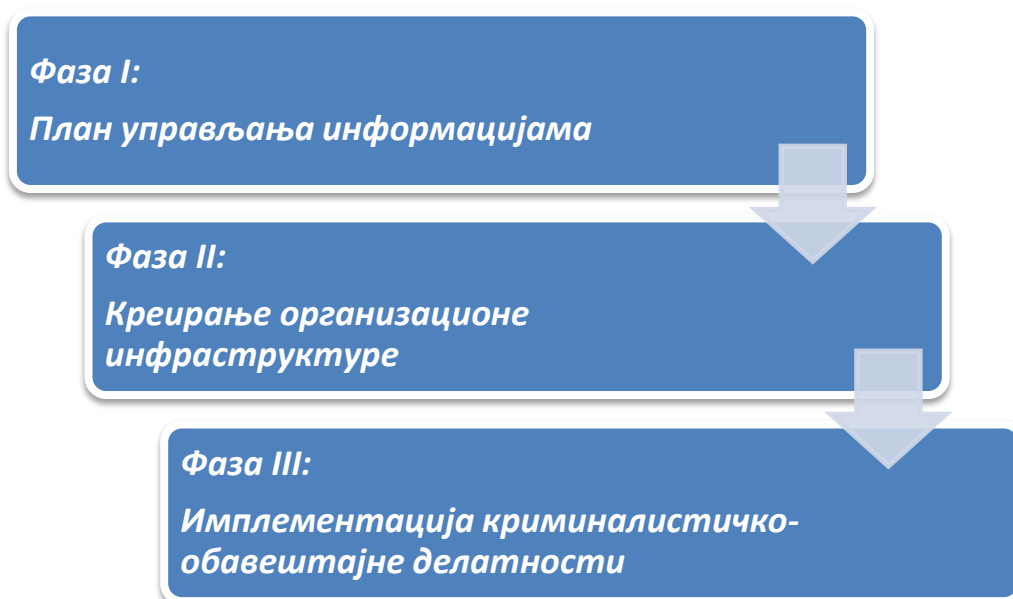 Фаза I:
План управљања информацијама
Фаза II:
Креирање организационе
инфраструктуре
Фаза III:
Имплементација криминалистичко-
обавештајне делатности